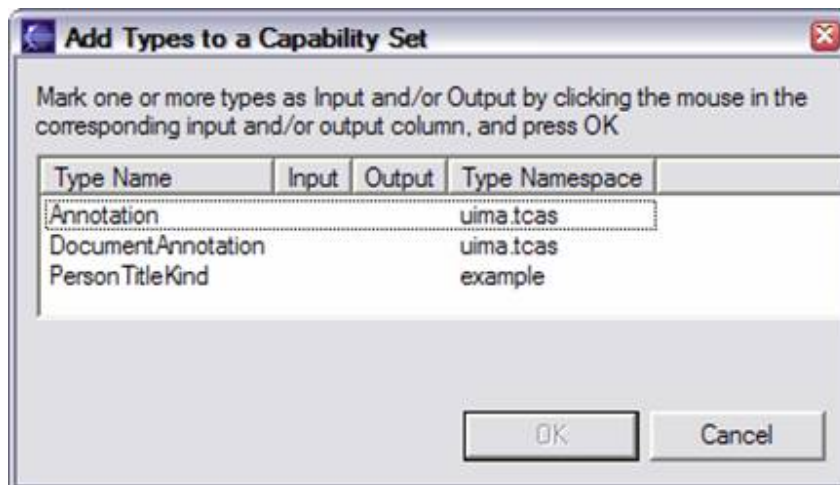 Add Types to a Capability Set
Mark one or more types as Input and/or Output by clicking the mouse in the
corresponding input and/or output column, and press OK
Type Name Input Output Type Namespace
Annotation uima.tcas
DocumentAnnotation uima.tcas
PersonTitleKind example
OK Cancel